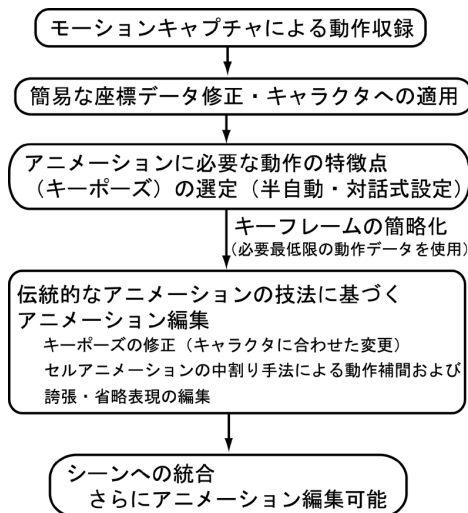 モーションキャプチャによる動作収録
簡易な座標データ修正・キャラクタへの適用
アニメーションに必要な動作の特徴点
（キーポーズ）の選定（半自動・対話式設定）
キーフレームの簡略化
（必要最低限の動作データを使用）
伝統的なアニメーションの技法に基づく
アニメーション編集
キーポーズの修正（キャラクタに合わせた変更）
セルアニメーションの中割り手法による動作補間および
誇張・省略表現の編集
シーンへの統合
さらにアニメーション編集可能